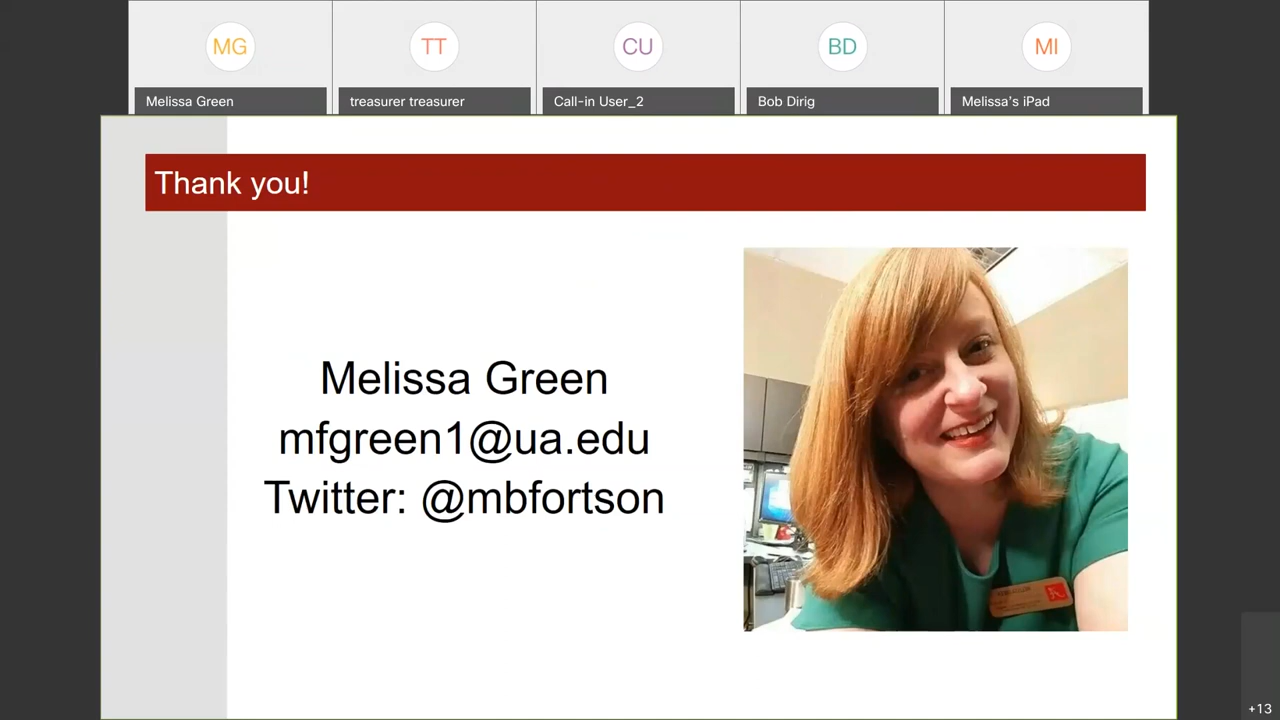 MG
TT
CU
BD
MI
Melissa Green
treasurer treasurer
Call-in User_2
Bob Dirig
Melissa's iPad
Thank you!
Melissa Green
mfgreen1@ua.edu
Twitter: @mbfortson
+13